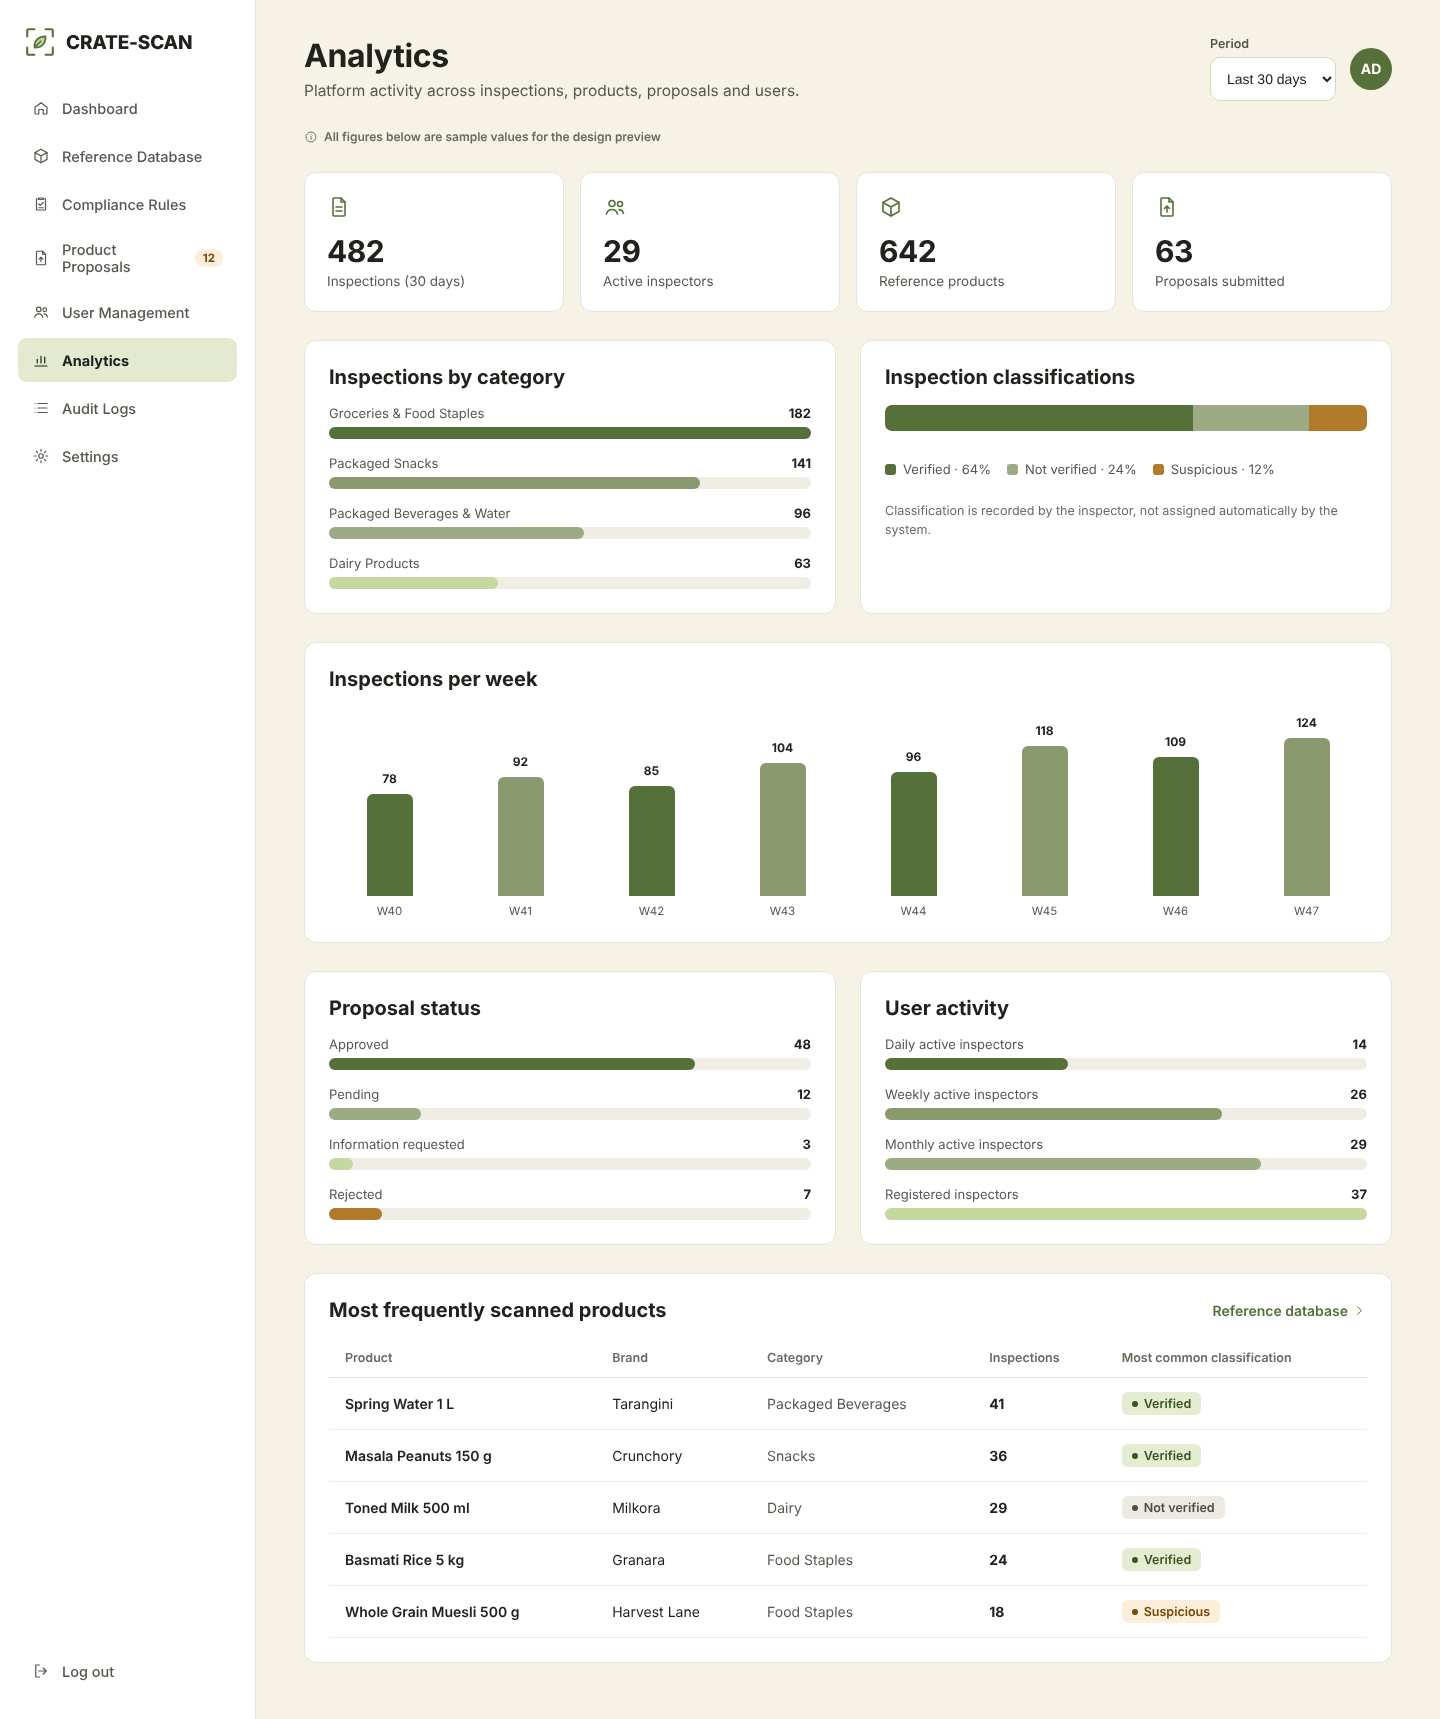 CRATE-SCAN
Dashboard
Reference Database
Compliance Rules
Product
Proposals
12
User Management
Analytics
Audit Logs
Settings
Log out
Analytics
Platform activity across inspections, products, proposals and users.
Period
Last 30 days
AD
All figures below are sample values for the design preview
482
Inspections (30 days)
29
Active inspectors
642
Reference products
63
Proposals submitted
Inspections by category
Groceries & Food Staples 182
Packaged Snacks 141
Packaged Beverages & Water 96
Dairy Products 63
Inspection classifications
Verified · 64% Not verified · 24% Suspicious · 12%
Classification is recorded by the inspector, not assigned automatically by the
system.
Inspections per week
78 92 85 104 96 118 109 124
W40 W41 W42 W43 W44 W45 W46 W47
Proposal status
Approved 48
Pending 12
Information requested 3
Rejected 7
User activity
Daily active inspectors 14
Weekly active inspectors 26
Monthly active inspectors 29
Registered inspectors 37
Most frequently scanned products
Reference database
Product Brand Category Inspections Most common classification
Spring Water 1 L Tarangini Packaged Beverages 41 Verified
Masala Peanuts 150 g Crunchory Snacks 36 Verified
Toned Milk 500 ml Milkora Dairy 29 Not verified
Basmati Rice 5 kg Granara Food Staples 24 Verified
Whole Grain Muesli 500 g Harvest Lane Food Staples 18 Suspicious